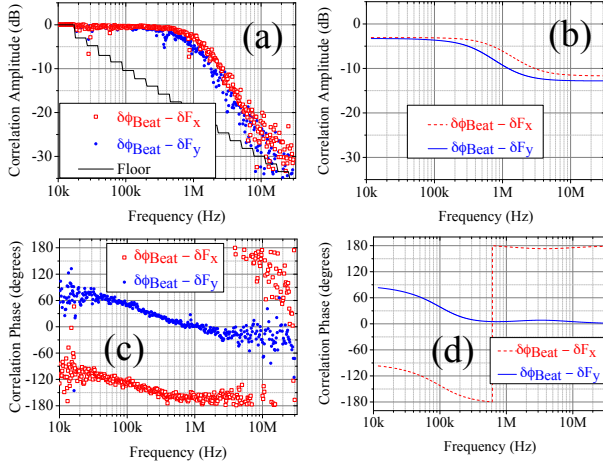 Correlation Amplitude (dB)
0
-10
-20
-30
(a)
δϕBeat − δFx
δϕBeat − δFy
Floor
10k 100k 1M 10M
Frequency (Hz)
Correlation Amplitude (dB)
0
-10
-20
-30
(b)
δϕBeat − δFx
δϕBeat − δFy
10k 100k 1M 10M
Frequency (Hz)
Correlation Phase (degrees)
180
120
60
0
-60
-120
-180
δϕBeat − δFx
δϕBeat − δFy
(c)
10k 100k 1M 10M
Frequency (Hz)
Correlation Phase (degrees)
180
120
60
0
-60
-120
-180
δϕBeat − δFx
δϕBeat − δFy
(d)
10k 100k 1M 10M
Frequency (Hz)